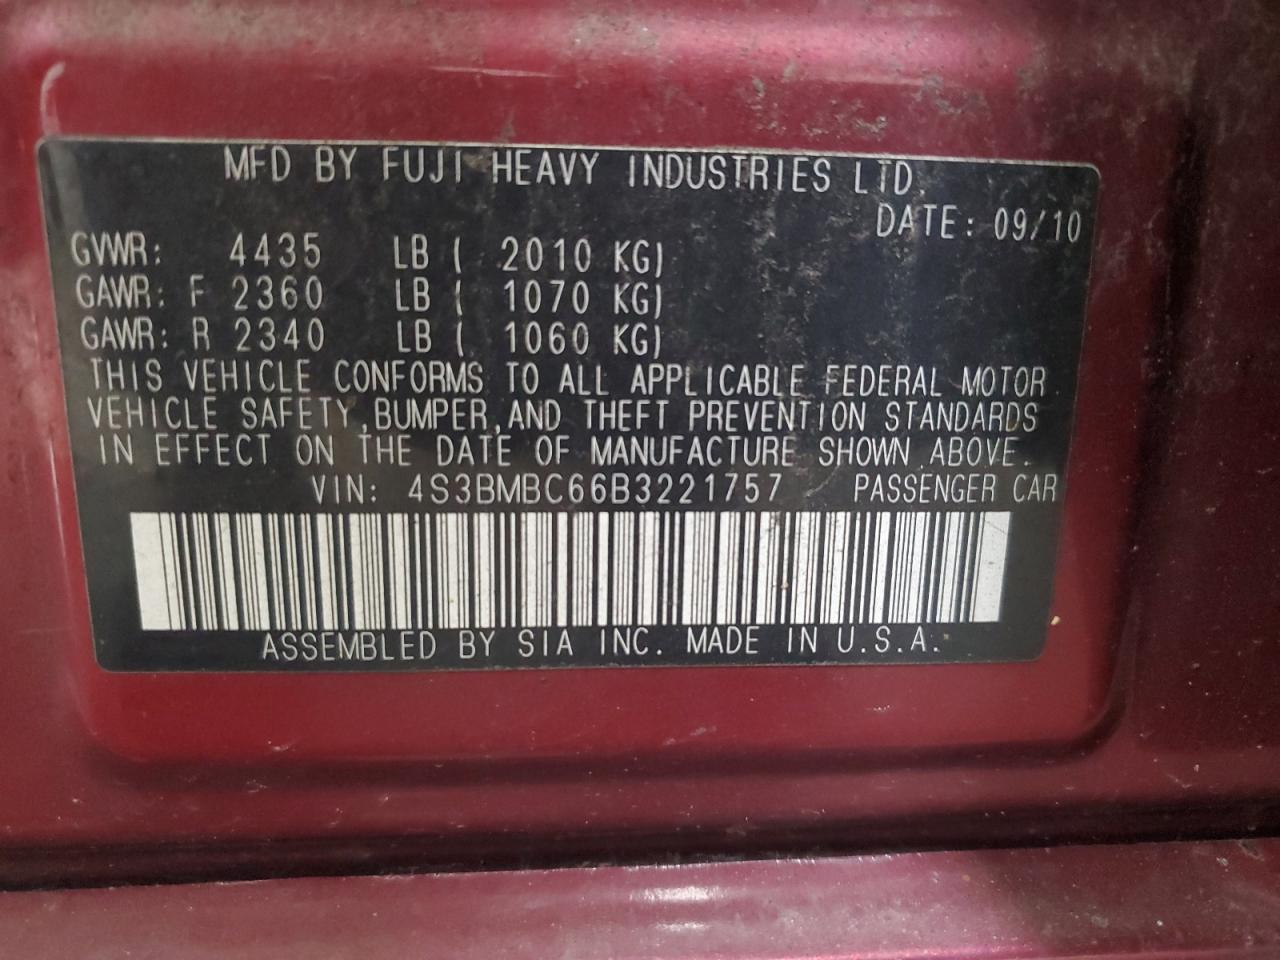 MFD BY FUJI HEAVY INDUSTRIES LTD.
DATE: 09/10
GVWR: 4435 LB ( 2010 KG)
GAWR: F 2360 LB ( 1070 KG)
GAWR: R 2340 LB ( 1060 KG)
THIS VEHICLE CONFORMS TO ALL APPLICABLE FEDERAL MOTOR
VEHICLE SAFETY,BUMPER,AND THEFT PREVENTION STANDARDS
IN EFFECT ON THE DATE OF MANUFACTURE SHOWN ABOVE.
VIN: 4S3BMBC66B3221757 PASSENGER CAR
ASSEMBLED BY SIA INC. MADE IN U.S.A.